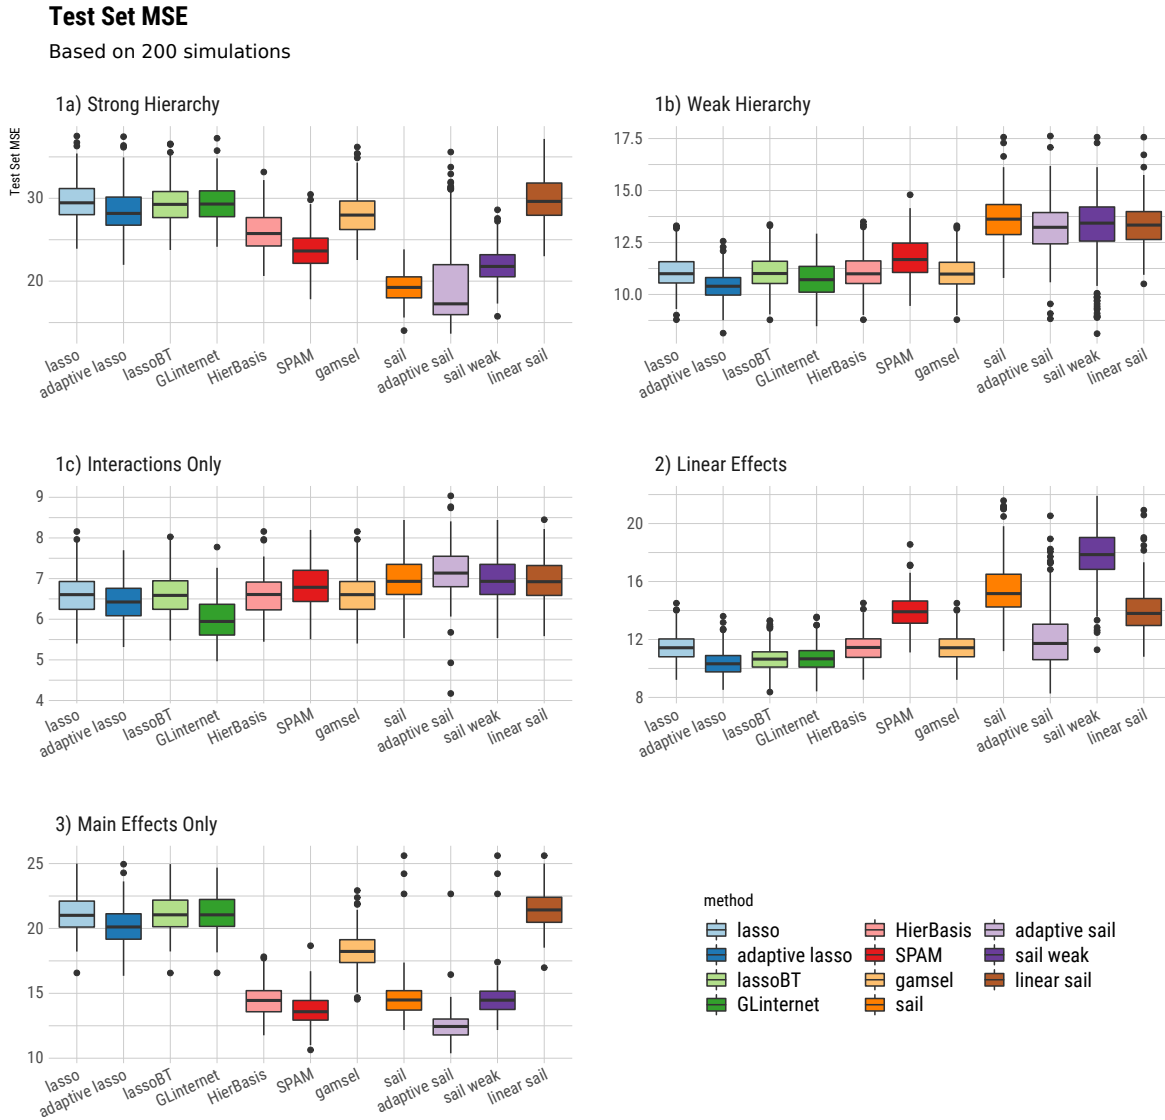 Test Set MSE
Based on 200 simulations
1a) Strong Hierarchy
Test Set MSE
30
20
lasso
adaptive lasso
lassoBT
GLinternet
HierBasis
SPAM
gamsel
sail
adaptive sail
sail weak
linear sail
1b) Weak Hierarchy
17.5
15.0
12.5
10.0
lasso
adaptive lasso
lassoBT
GLinternet
HierBasis
SPAM
gamsel
sail
adaptive sail
sail weak
linear sail
1c) Interactions Only
9
8
7
6
5
4
lasso
adaptive lasso
lassoBT
GLinternet
HierBasis
SPAM
gamsel
sail
adaptive sail
sail weak
linear sail
2) Linear Effects
20
16
12
8
lasso
adaptive lasso
lassoBT
GLinternet
HierBasis
SPAM
gamsel
sail
adaptive sail
sail weak
linear sail
3) Main Effects Only
25
20
15
10
lasso
adaptive lasso
lassoBT
GLinternet
HierBasis
SPAM
gamsel
sail
adaptive sail
sail weak
linear sail
method
lasso
adaptive lasso
lassoBT
GLinternet
HierBasis
SPAM
gamsel
sail
adaptive sail
sail weak
linear sail